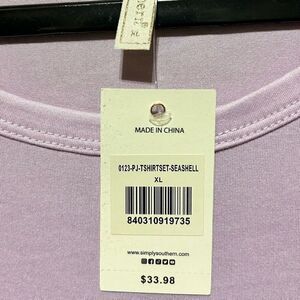 XL
MADE IN CHINA
0123-PJ-TSHIRTSET-SEASHELL
XL
840310919735
www.simplysouthern.com
$33.98